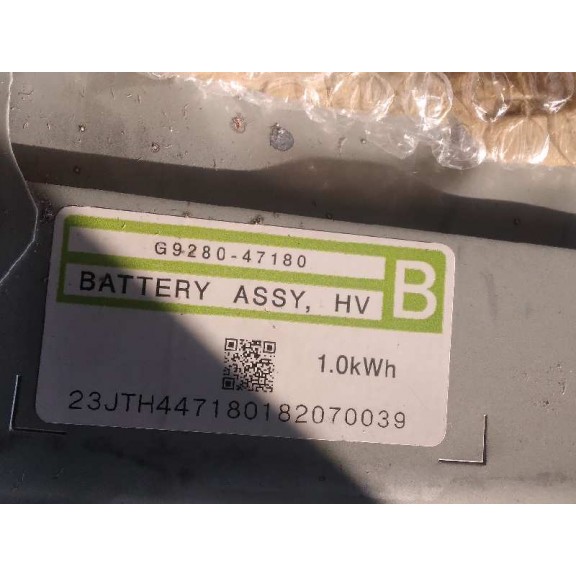 G9280-47180
BATTERY ASSY, HV
B
1.0kWh
23JTH447180182070039